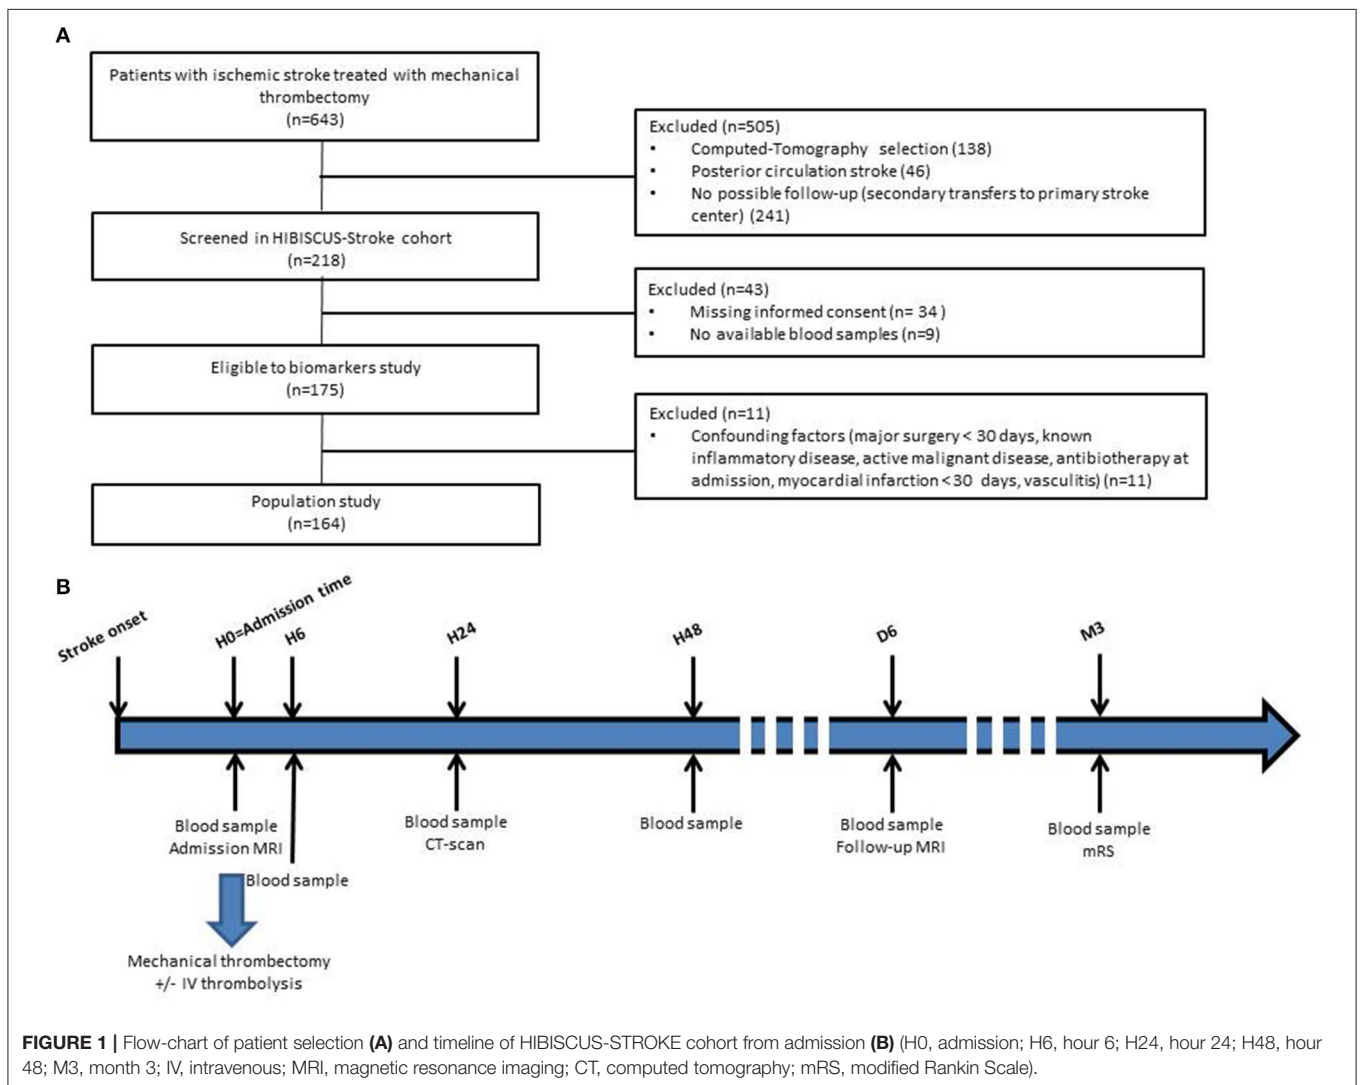 A
Patients with ischemic stroke treated with mechanical
thrombectomy
(n=643)
Excluded (n=505)
• Computed-Tomography selection (138)
• Posterior circulation stroke (46)
• No possible follow-up (secondary transfers to primary stroke
center) (241)
Screened in HIBISCUS-Stroke cohort
(n=218)
Excluded (n=43)
• Missing informed consent (n= 34 )
• No available blood samples (n=9)
Eligible to biomarkers study
(n=175)
Excluded (n=11)
• Confounding factors (major surgery < 30 days, known
inflammatory disease, active malignant disease, antibiotherapy at
admission, myocardial infarction <30 days, vasculitis) (n=11)
Population study
(n=164)
B
Stroke onset
H0=Admission time
H6
H24
H48
D6
M3
Blood sample
Admission MRI
Blood sample
Blood sample
CT-scan
Blood sample
Blood sample
Follow-up MRI
Blood sample
mRS
Mechanical thrombectomy
+/- IV thrombolysis
FIGURE 1 | Flow-chart of patient selection (A) and timeline of HIBISCUS-STROKE cohort from admission (B) (H0, admission; H6, hour 6; H24, hour 24; H48, hour
48; M3, month 3; IV, intravenous; MRI, magnetic resonance imaging; CT, computed tomography; mRS, modified Rankin Scale).